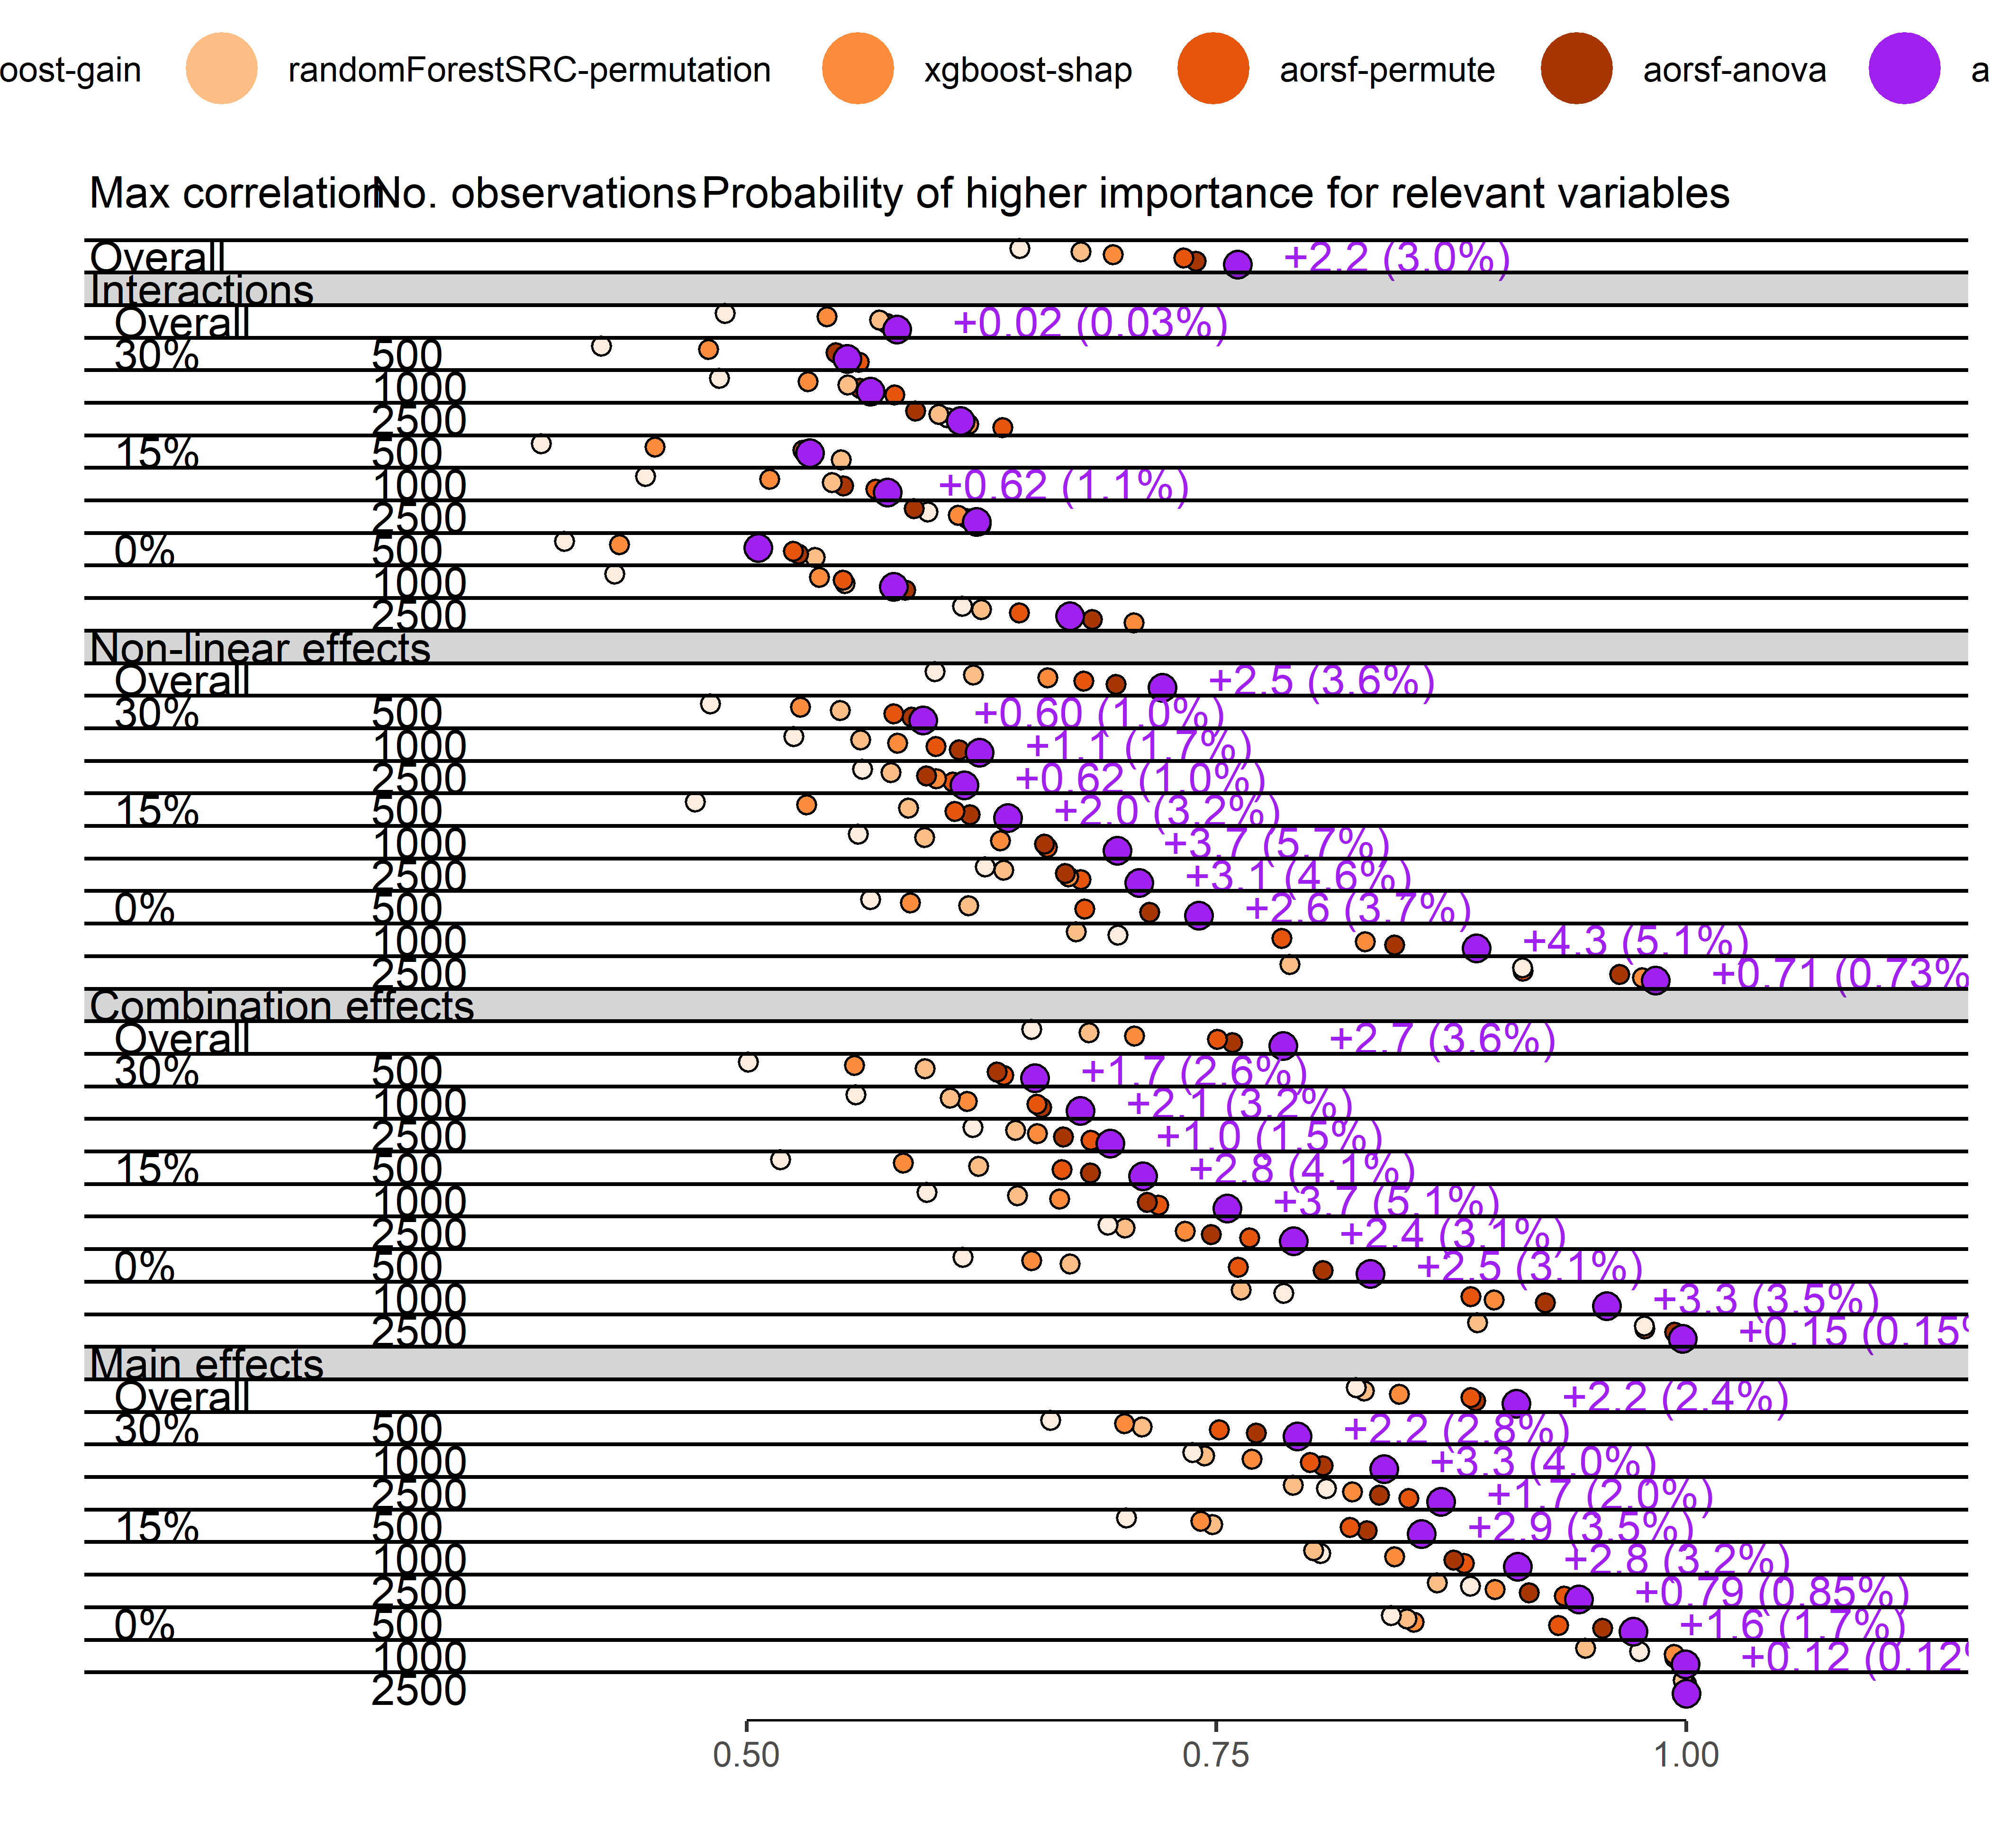 oost-gain randomForestSRC-permutation xgboost-shap aorsf-permute aorsf-anova a
Max correlation No. observations Probability of higher importance for relevant variables
Overall +2.2 (3.0%)
Interactions
Overall +0.02 (0.03%)
30% 500
1000
2500
15% 500
1000 +0.62 (1.1%)
2500
0% 500
1000
2500
Non-linear effects
Overall +2.5 (3.6%)
30% 500 +0.60 (1.0%)
1000 +1.1 (1.7%)
2500 +0.62 (1.0%)
15% 500 +2.0 (3.2%)
1000 +3.7 (5.7%)
2500 +3.1 (4.6%)
0% 500 +2.6 (3.7%)
1000 +4.3 (5.1%)
2500 +0.71 (0.73%
Combination effects
Overall +2.7 (3.6%)
30% 500 +1.7 (2.6%)
1000 +2.1 (3.2%)
2500 +1.0 (1.5%)
15% 500 +2.8 (4.1%)
1000 +3.7 (5.1%)
2500 +2.4 (3.1%)
0% 500 +2.5 (3.1%)
1000 +3.3 (3.5%)
2500 +0.15 (0.15%
Main effects
Overall +2.2 (2.4%)
30% 500 +2.2 (2.8%)
1000 +3.3 (4.0%)
2500 +1.7 (2.0%)
15% 500 +2.9 (3.5%)
1000 +2.8 (3.2%)
2500 +0.79 (0.85%)
0% 500 +1.6 (1.7%)
1000 +0.12 (0.12%
2500
0.50 0.75 1.00